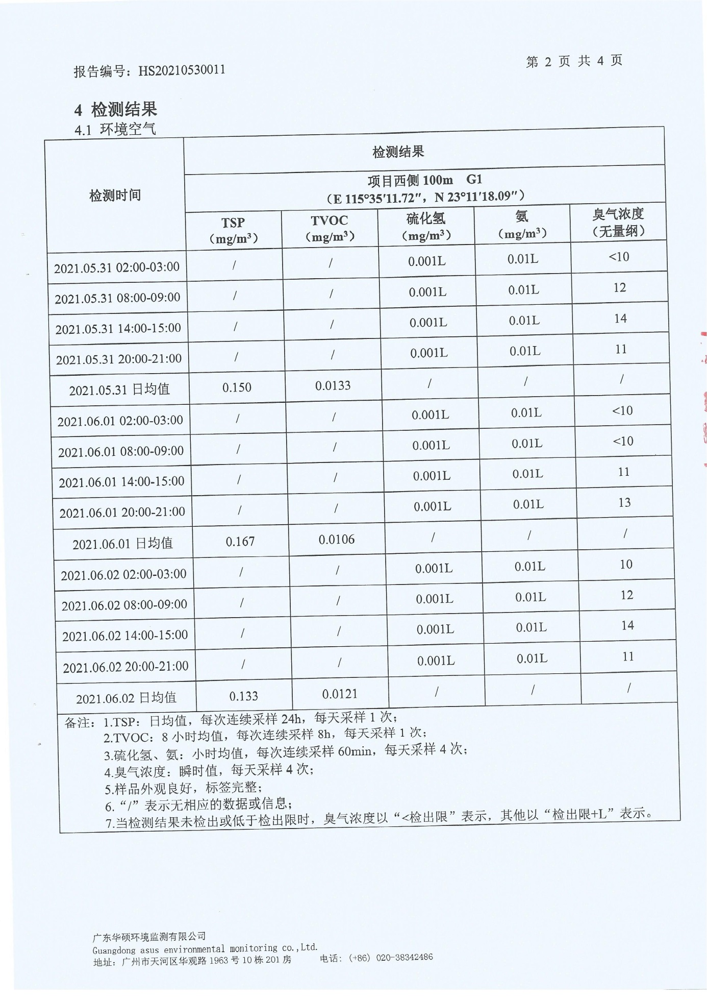 报告编号：HS20210530011
第 2 页 共 4 页
4 检测结果
4.1 环境空气
检测时间
检测结果
项目西侧 100m G1
（E 115°35′11.72″，N 23°11′18.09″）
TSP（mg/m³） TVOC（mg/m³） 硫化氢（mg/m³） 氨（mg/m³） 臭气浓度（无量纲）
2021.05.31 02:00-03:00 / / 0.001L 0.01L <10
2021.05.31 08:00-09:00 / / 0.001L 0.01L 12
2021.05.31 14:00-15:00 / / 0.001L 0.01L 14
2021.05.31 20:00-21:00 / / 0.001L 0.01L 11
2021.05.31 日均值 0.150 0.0133 / / /
2021.06.01 02:00-03:00 / / 0.001L 0.01L <10
2021.06.01 08:00-09:00 / / 0.001L 0.01L <10
2021.06.01 14:00-15:00 / / 0.001L 0.01L 11
2021.06.01 20:00-21:00 / / 0.001L 0.01L 13
2021.06.01 日均值 0.167 0.0106 / / /
2021.06.02 02:00-03:00 / / 0.001L 0.01L 10
2021.06.02 08:00-09:00 / / 0.001L 0.01L 12
2021.06.02 14:00-15:00 / / 0.001L 0.01L 14
2021.06.02 20:00-21:00 / / 0.001L 0.01L 11
2021.06.02 日均值 0.133 0.0121 / / /
备注：1.TSP：日均值，每次连续采样 24h，每天采样 1 次；
2.TVOC：8 小时均值，每次连续采样 8h，每天采样 1 次；
3.硫化氢、氨：小时均值，每次连续采样 60min，每天采样 4 次；
4.臭气浓度：瞬时值，每天采样 4 次；
5.样品外观良好，标签完整；
6.“/”表示无相应的数据或信息；
7.当检测结果未检出或低于检出限时，臭气浓度以“<检出限”表示，其他以“检出限+L”表示。
广东华硕环境监测有限公司
Guangdong asus environmental monitoring co.,Ltd.
地址：广州市天河区华观路 1963 号 10 栋 201 房 电话：(+86) 020-38342486